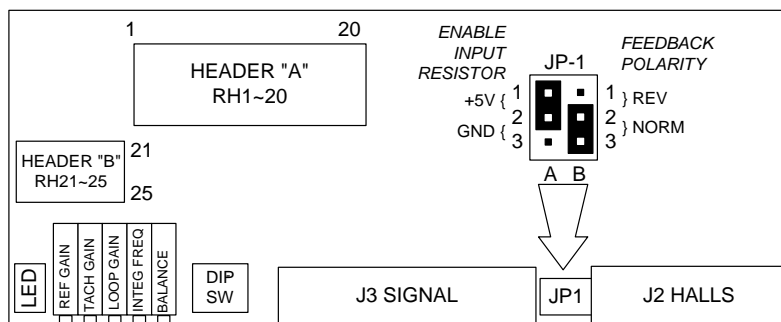 1 20
HEADER "A"
RH1~20
ENABLE
INPUT
RESISTOR
JP-1
FEEDBACK
POLARITY
+5V { 1 1 } REV
2 2
GND { 3 3 } NORM
A B
HEADER "B"
RH21~25
21
25
LED
REF GAIN
TACH GAIN
LOOP GAIN
INTEG FREQ
BALANCE
DIP
SW
J3 SIGNAL
JP1
J2 HALLS